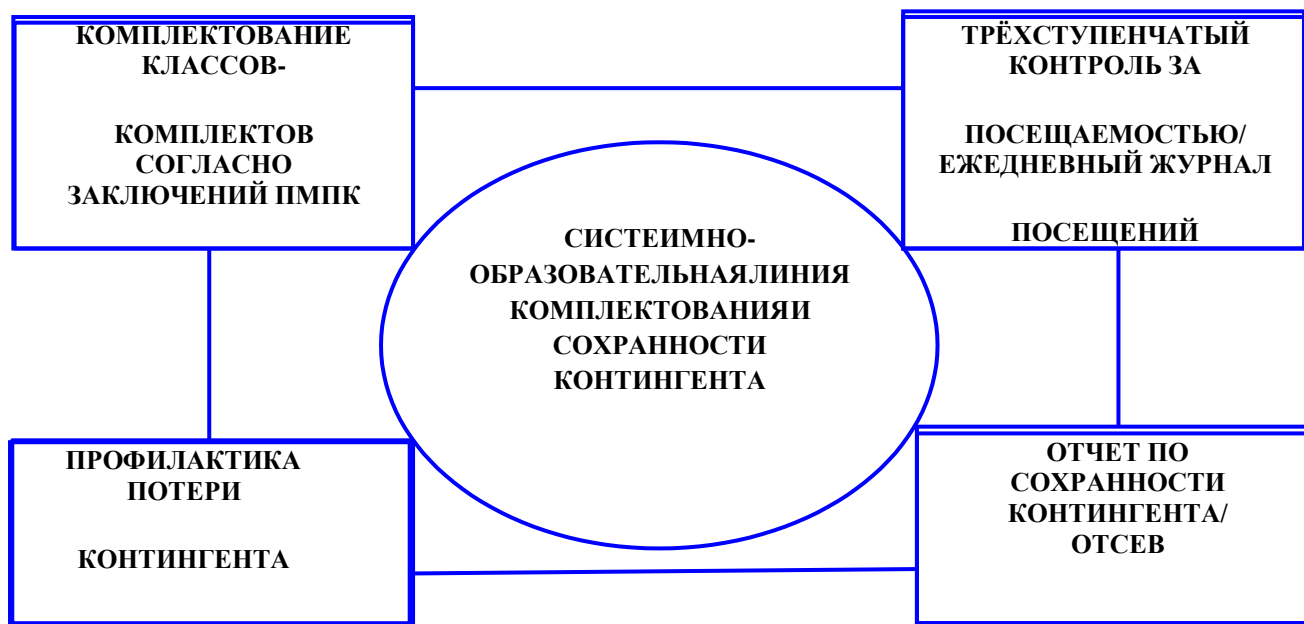 КОМПЛЕКТОВАНИЕ
КЛАССОВ-
КОМПЛЕКТОВ
СОГЛАСНО
ЗАКЛЮЧЕНИЙ ПМПК
ТРЁХСТУПЕНЧАТЫЙ
КОНТРОЛЬ ЗА
ПОСЕЩАЕМОСТЬЮ/
ЕЖЕДНЕВНЫЙ ЖУРНАЛ
ПОСЕЩЕНИЙ
СИСТЕИМНО-
ОБРАЗОВАТЕЛЬНАЯЛИНИЯ
КОМПЛЕКТОВАНИЯИ
СОХРАННОСТИ
КОНТИНГЕНТА
ПРОФИЛАКТИКА
ПОТЕРИ
КОНТИНГЕНТА
ОТЧЕТ ПО
СОХРАННОСТИ
КОНТИНГЕНТА/
ОТСЕВ